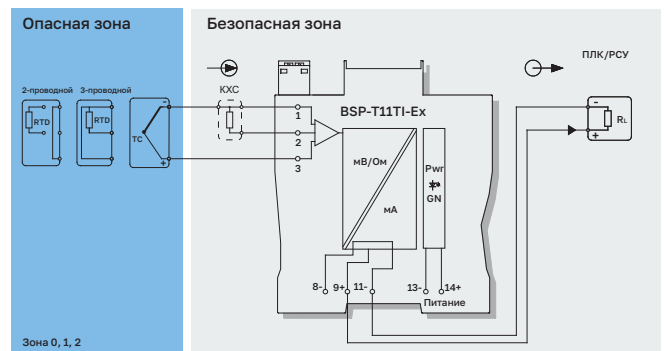 Опасная зона
Безопасная зона
ПЛК/РСУ
2-проводной
3-проводной
КХС
RTD
RTD
ТС
-
+
1
2
3
BSP-T11TI-Ex
мВ/Ом
мА
Pwr
GN
-
RL
+
8-
9+
11-
13-
14+
Питание
Зона 0, 1, 2